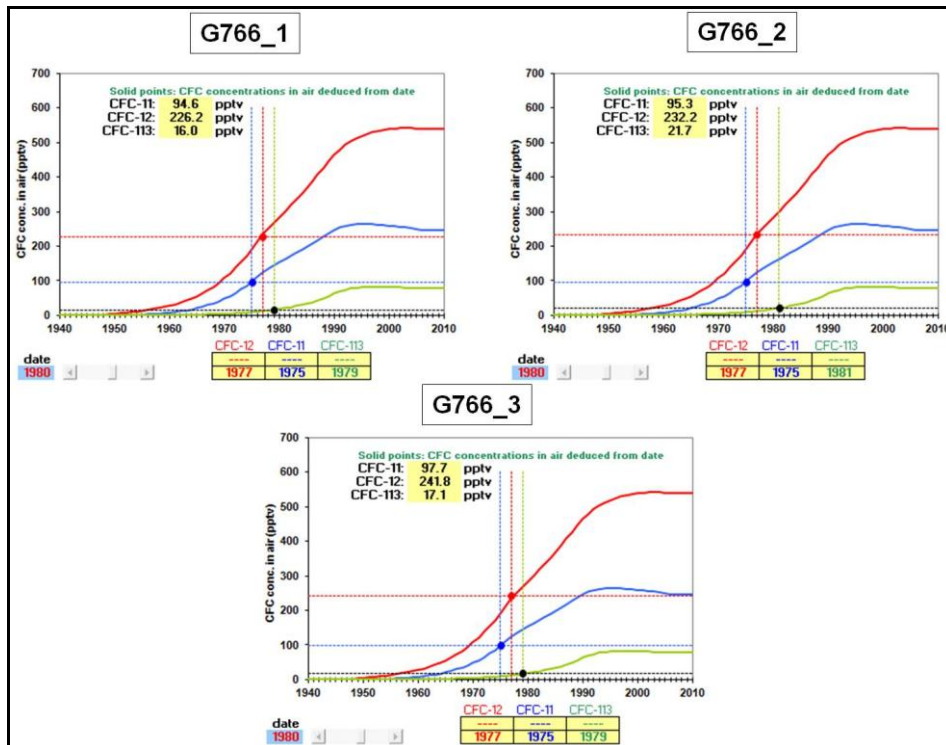 G766_1
700
600
500
400
300
200
100
0
CFC conc. in air (pptv)
Solid points: CFC concentrations in air deduced from date
CFC-11: 94.6 pptv
CFC-12: 226.2 pptv
CFC-113: 16.0 pptv
1940 1950 1960 1970 1980 1990 2000 2010
CFC-12 CFC-11 CFC-113
---- ---- ----
1977 1975 1979
date
1980
G766_2
700
600
500
400
300
200
100
0
CFC conc. in air (pptv)
Solid points: CFC concentrations in air deduced from date
CFC-11: 95.3 pptv
CFC-12: 232.2 pptv
CFC-113: 21.7 pptv
1940 1950 1960 1970 1980 1990 2000 2010
CFC-12 CFC-11 CFC-113
---- ---- ----
1977 1975 1981
date
1980
G766_3
700
600
500
400
300
200
100
0
CFC conc. in air (pptv)
Solid points: CFC concentrations in air deduced from date
CFC-11: 97.7 pptv
CFC-12: 241.8 pptv
CFC-113: 17.1 pptv
1940 1950 1960 1970 1980 1990 2000 2010
CFC-12 CFC-11 CFC-113
---- ---- ----
1977 1975 1979
date
1980